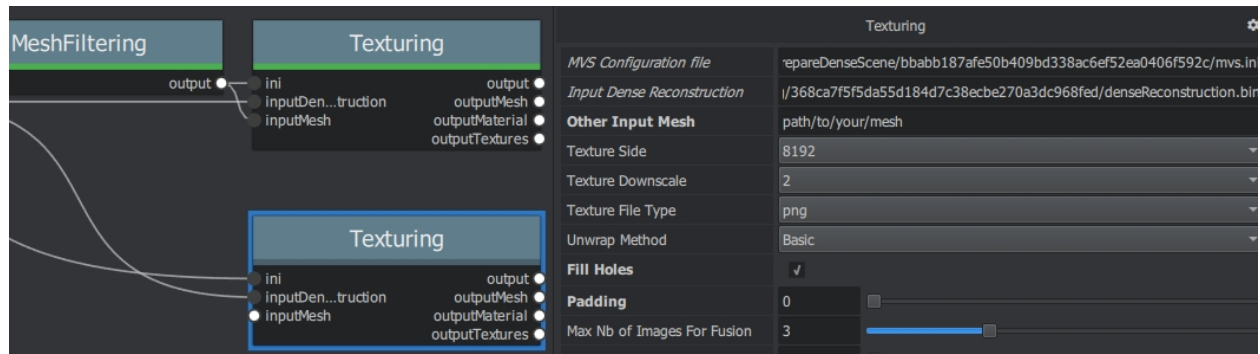 MeshFiltering
output
Texturing
ini
inputDen...truction
inputMesh
output
outputMesh
outputMaterial
outputTextures
Texturing
ini
inputDen...truction
inputMesh
output
outputMesh
outputMaterial
outputTextures
Texturing
MVS Configuration file repareDenseScene/bbabb187afe50b409bd338ac6ef52ea0406f592c/mvs.ini
Input Dense Reconstruction /368ca7f5f5da55d184d7c38ecbe270a3dc968fed/denseReconstruction.bin
Other Input Mesh path/to/your/mesh
Texture Side 8192
Texture Downscale 2
Texture File Type png
Unwrap Method Basic
Fill Holes
Padding 0
Max Nb of Images For Fusion 3